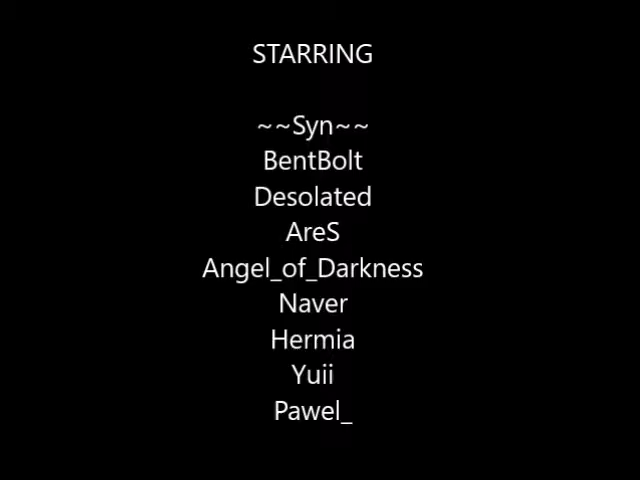 STARRING
~~Syn~~
BentBolt
Desolated
AreS
Angel_of_Darkness
Naver
Hermia
Yuii
Pawel_